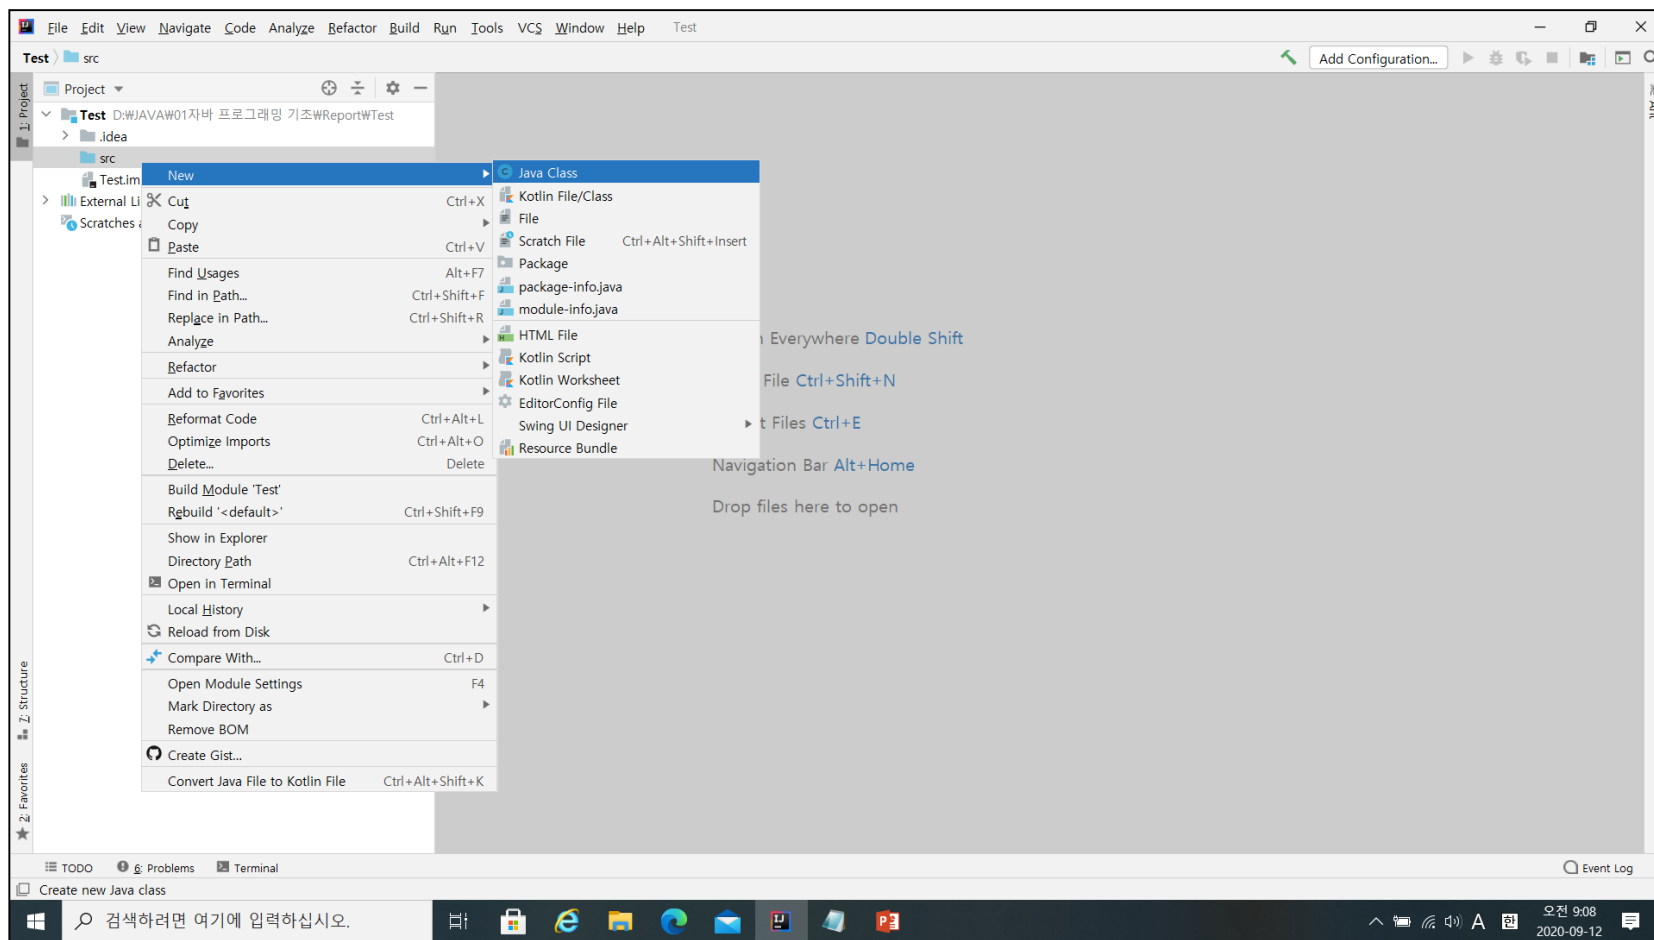 File Edit View Navigate Code Analyze Refactor Build Run Tools VCS Window Help Test
Test src
Add Configuration...
1: Project
Project
Test D:₩JAVA₩01자바 프로그래밍 기초₩Report₩Test
.idea
src
Test.im
External Li
Scratches a
New
Cut Ctrl+X
Copy
Paste Ctrl+V
Find Usages Alt+F7
Find in Path... Ctrl+Shift+F
Replace in Path... Ctrl+Shift+R
Analyze
Refactor
Add to Favorites
Reformat Code Ctrl+Alt+L
Optimize Imports Ctrl+Alt+O
Delete... Delete
Build Module 'Test'
Rebuild '<default>' Ctrl+Shift+F9
Show in Explorer
Directory Path Ctrl+Alt+F12
Open in Terminal
Local History
Reload from Disk
Compare With... Ctrl+D
Open Module Settings F4
Mark Directory as
Remove BOM
Create Gist...
Convert Java File to Kotlin File Ctrl+Alt+Shift+K
Java Class
Kotlin File/Class
File
Scratch File Ctrl+Alt+Shift+Insert
Package
package-info.java
module-info.java
HTML File
Kotlin Script
Kotlin Worksheet
EditorConfig File
Swing UI Designer
Resource Bundle
Everywhere Double Shift
File Ctrl+Shift+N
t Files Ctrl+E
Navigation Bar Alt+Home
Drop files here to open
7: Structure
2: Favorites
TODO 6: Problems Terminal
Event Log
Create new Java class
검색하려면 여기에 입력하십시오.
A 한
오전 9:08
2020-09-12